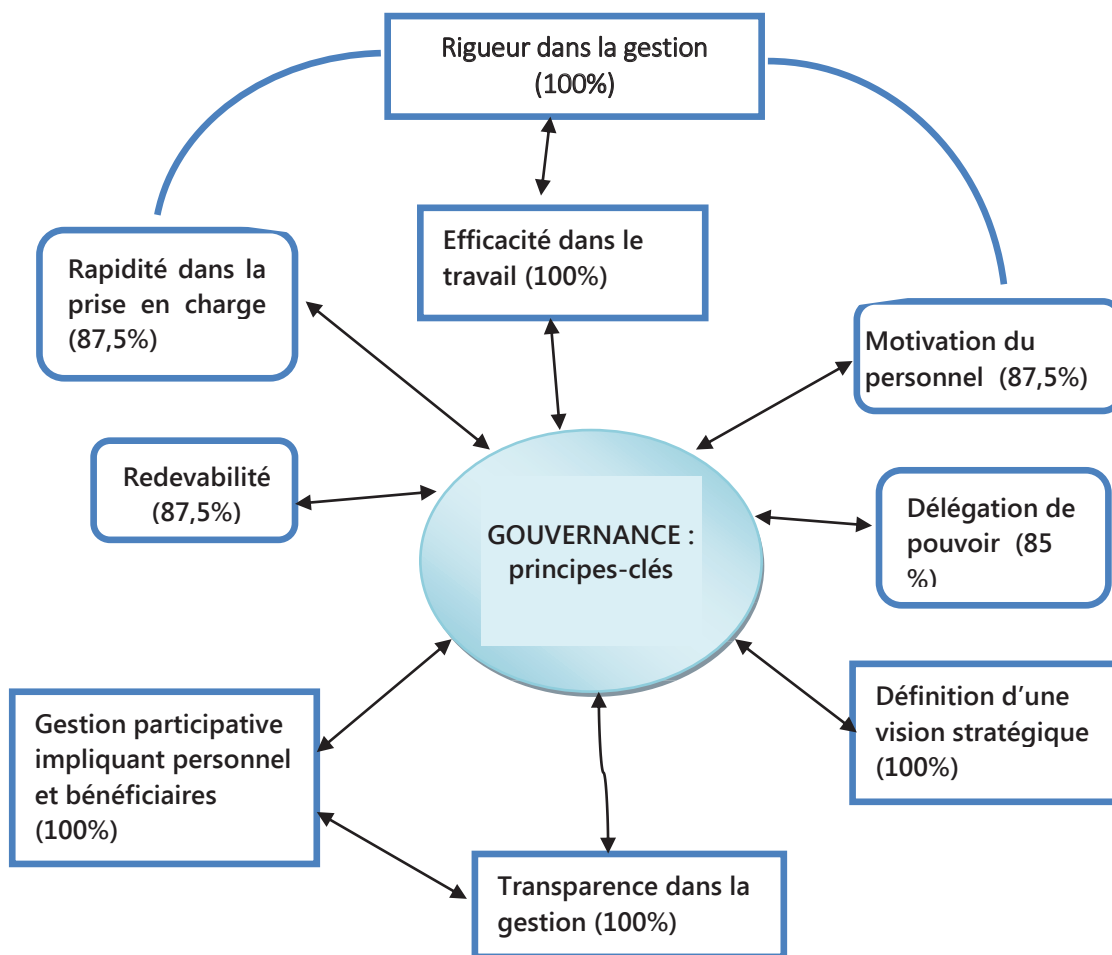 Rigueur dans la gestion
(100%)
Efficacité dans le
travail (100%)
Rapidité dans la
prise en charge
(87,5%)
Motivation du
personnel (87,5%)
Redevabilité
(87,5%)
GOUVERNANCE :
principes-clés
Délégation de
pouvoir (85
%)
Gestion participative
impliquant personnel
et bénéficiaires
(100%)
Définition d’une
vision stratégique
(100%)
Transparence dans la
gestion (100%)